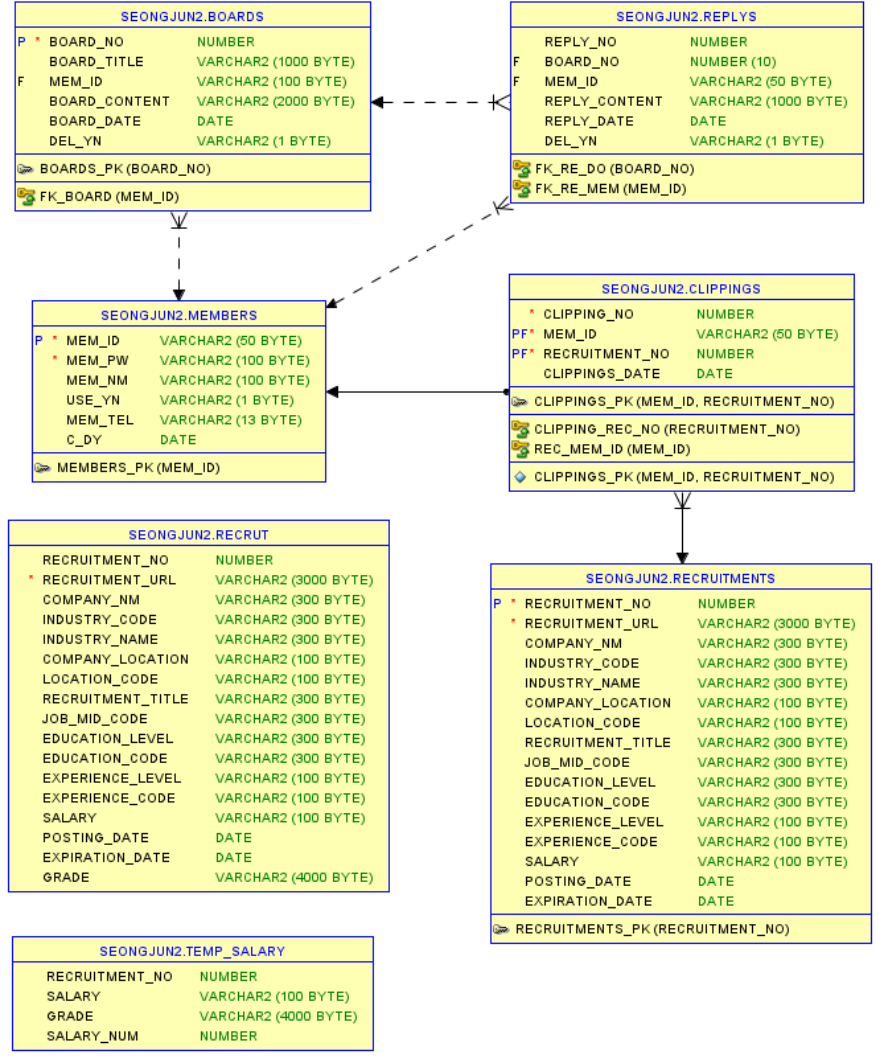 SEONGJUN2.BOARDS
P * BOARD_NO NUMBER
BOARD_TITLE VARCHAR2 (1000 BYTE)
F MEM_ID VARCHAR2 (100 BYTE)
BOARD_CONTENT VARCHAR2 (2000 BYTE)
BOARD_DATE DATE
DEL_YN VARCHAR2 (1 BYTE)
BOARDS_PK (BOARD_NO)
FK_BOARD (MEM_ID)
SEONGJUN2.REPLYS
REPLY_NO NUMBER
F BOARD_NO NUMBER (10)
F MEM_ID VARCHAR2 (50 BYTE)
REPLY_CONTENT VARCHAR2 (1000 BYTE)
REPLY_DATE DATE
DEL_YN VARCHAR2 (1 BYTE)
FK_RE_DO (BOARD_NO)
FK_RE_MEM (MEM_ID)
SEONGJUN2.MEMBERS
P * MEM_ID VARCHAR2 (50 BYTE)
* MEM_PW VARCHAR2 (100 BYTE)
MEM_NM VARCHAR2 (100 BYTE)
USE_YN VARCHAR2 (1 BYTE)
MEM_TEL VARCHAR2 (13 BYTE)
C_DY DATE
MEMBERS_PK (MEM_ID)
SEONGJUN2.CLIPPINGS
* CLIPPING_NO NUMBER
PF* MEM_ID VARCHAR2 (50 BYTE)
PF* RECRUITMENT_NO NUMBER
CLIPPINGS_DATE DATE
CLIPPINGS_PK (MEM_ID, RECRUITMENT_NO)
CLIPPING_REC_NO (RECRUITMENT_NO)
REC_MEM_ID (MEM_ID)
CLIPPINGS_PK (MEM_ID, RECRUITMENT_NO)
SEONGJUN2.RECRUT
RECRUITMENT_NO NUMBER
* RECRUITMENT_URL VARCHAR2 (3000 BYTE)
COMPANY_NM VARCHAR2 (300 BYTE)
INDUSTRY_CODE VARCHAR2 (300 BYTE)
INDUSTRY_NAME VARCHAR2 (300 BYTE)
COMPANY_LOCATION VARCHAR2 (100 BYTE)
LOCATION_CODE VARCHAR2 (100 BYTE)
RECRUITMENT_TITLE VARCHAR2 (300 BYTE)
JOB_MID_CODE VARCHAR2 (300 BYTE)
EDUCATION_LEVEL VARCHAR2 (300 BYTE)
EDUCATION_CODE VARCHAR2 (300 BYTE)
EXPERIENCE_LEVEL VARCHAR2 (100 BYTE)
EXPERIENCE_CODE VARCHAR2 (100 BYTE)
SALARY VARCHAR2 (100 BYTE)
POSTING_DATE DATE
EXPIRATION_DATE DATE
GRADE VARCHAR2 (4000 BYTE)
SEONGJUN2.RECRUITMENTS
P * RECRUITMENT_NO NUMBER
* RECRUITMENT_URL VARCHAR2 (3000 BYTE)
COMPANY_NM VARCHAR2 (300 BYTE)
INDUSTRY_CODE VARCHAR2 (300 BYTE)
INDUSTRY_NAME VARCHAR2 (300 BYTE)
COMPANY_LOCATION VARCHAR2 (100 BYTE)
LOCATION_CODE VARCHAR2 (100 BYTE)
RECRUITMENT_TITLE VARCHAR2 (300 BYTE)
JOB_MID_CODE VARCHAR2 (300 BYTE)
EDUCATION_LEVEL VARCHAR2 (300 BYTE)
EDUCATION_CODE VARCHAR2 (300 BYTE)
EXPERIENCE_LEVEL VARCHAR2 (100 BYTE)
EXPERIENCE_CODE VARCHAR2 (100 BYTE)
SALARY VARCHAR2 (100 BYTE)
POSTING_DATE DATE
EXPIRATION_DATE DATE
RECRUITMENTS_PK (RECRUITMENT_NO)
SEONGJUN2.TEMP_SALARY
RECRUITMENT_NO NUMBER
SALARY VARCHAR2 (100 BYTE)
GRADE VARCHAR2 (4000 BYTE)
SALARY_NUM NUMBER